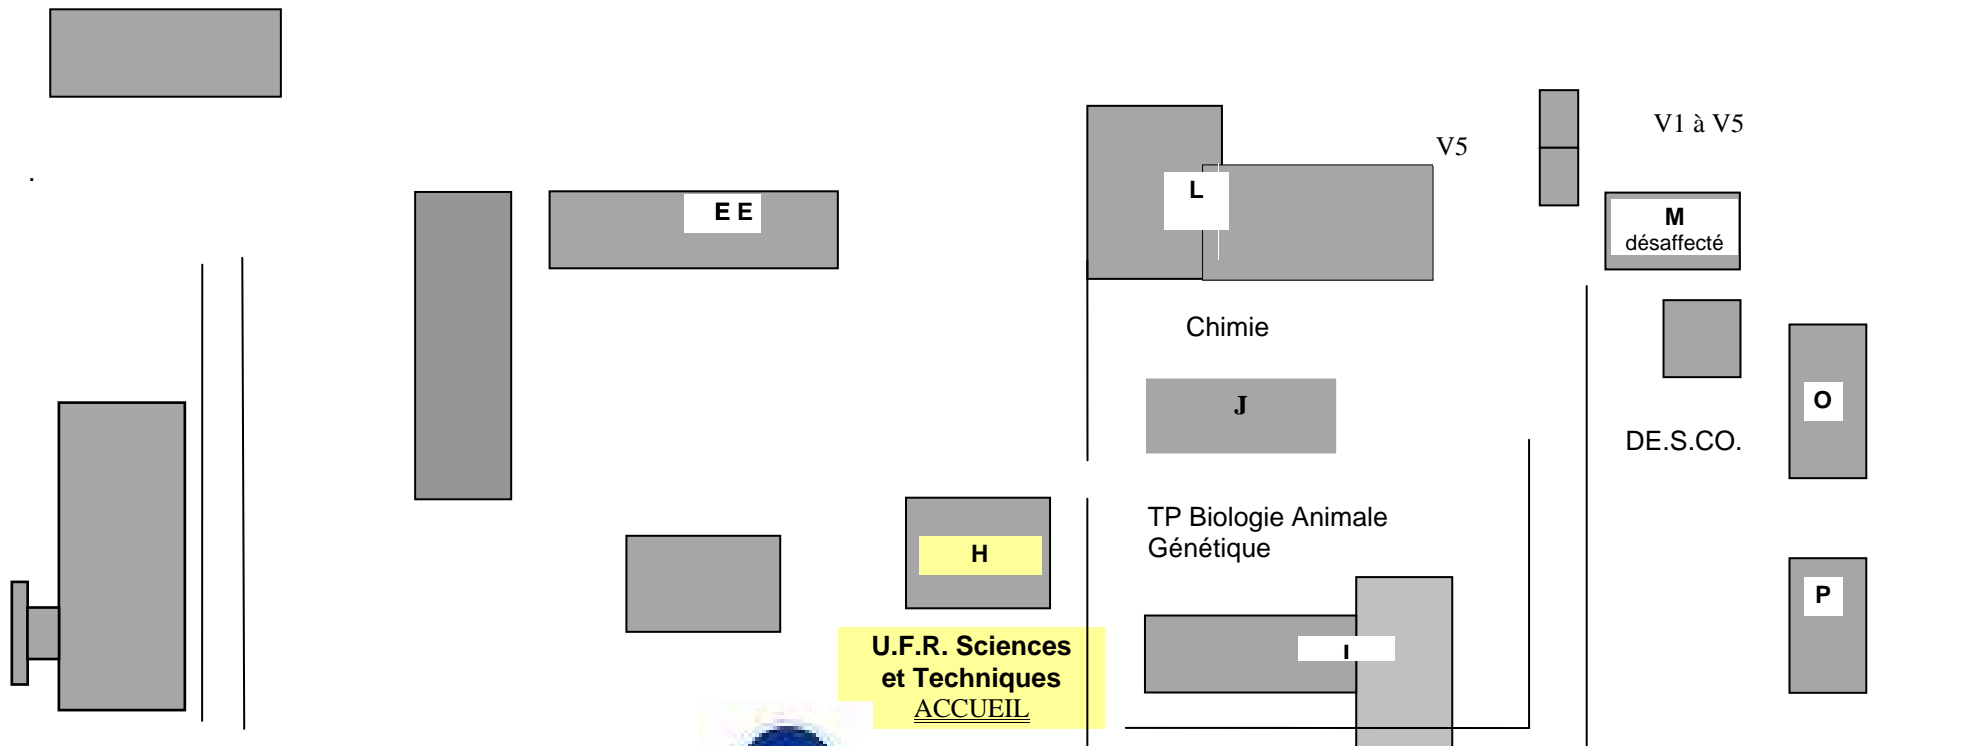 V1 à V5
V5
.
E E
L
M
désaffecté
Chimie
J
O
DE.S.CO.
TP Biologie Animale
Génétique
H
P
U.F.R. Sciences
et Techniques
ACCUEIL
I